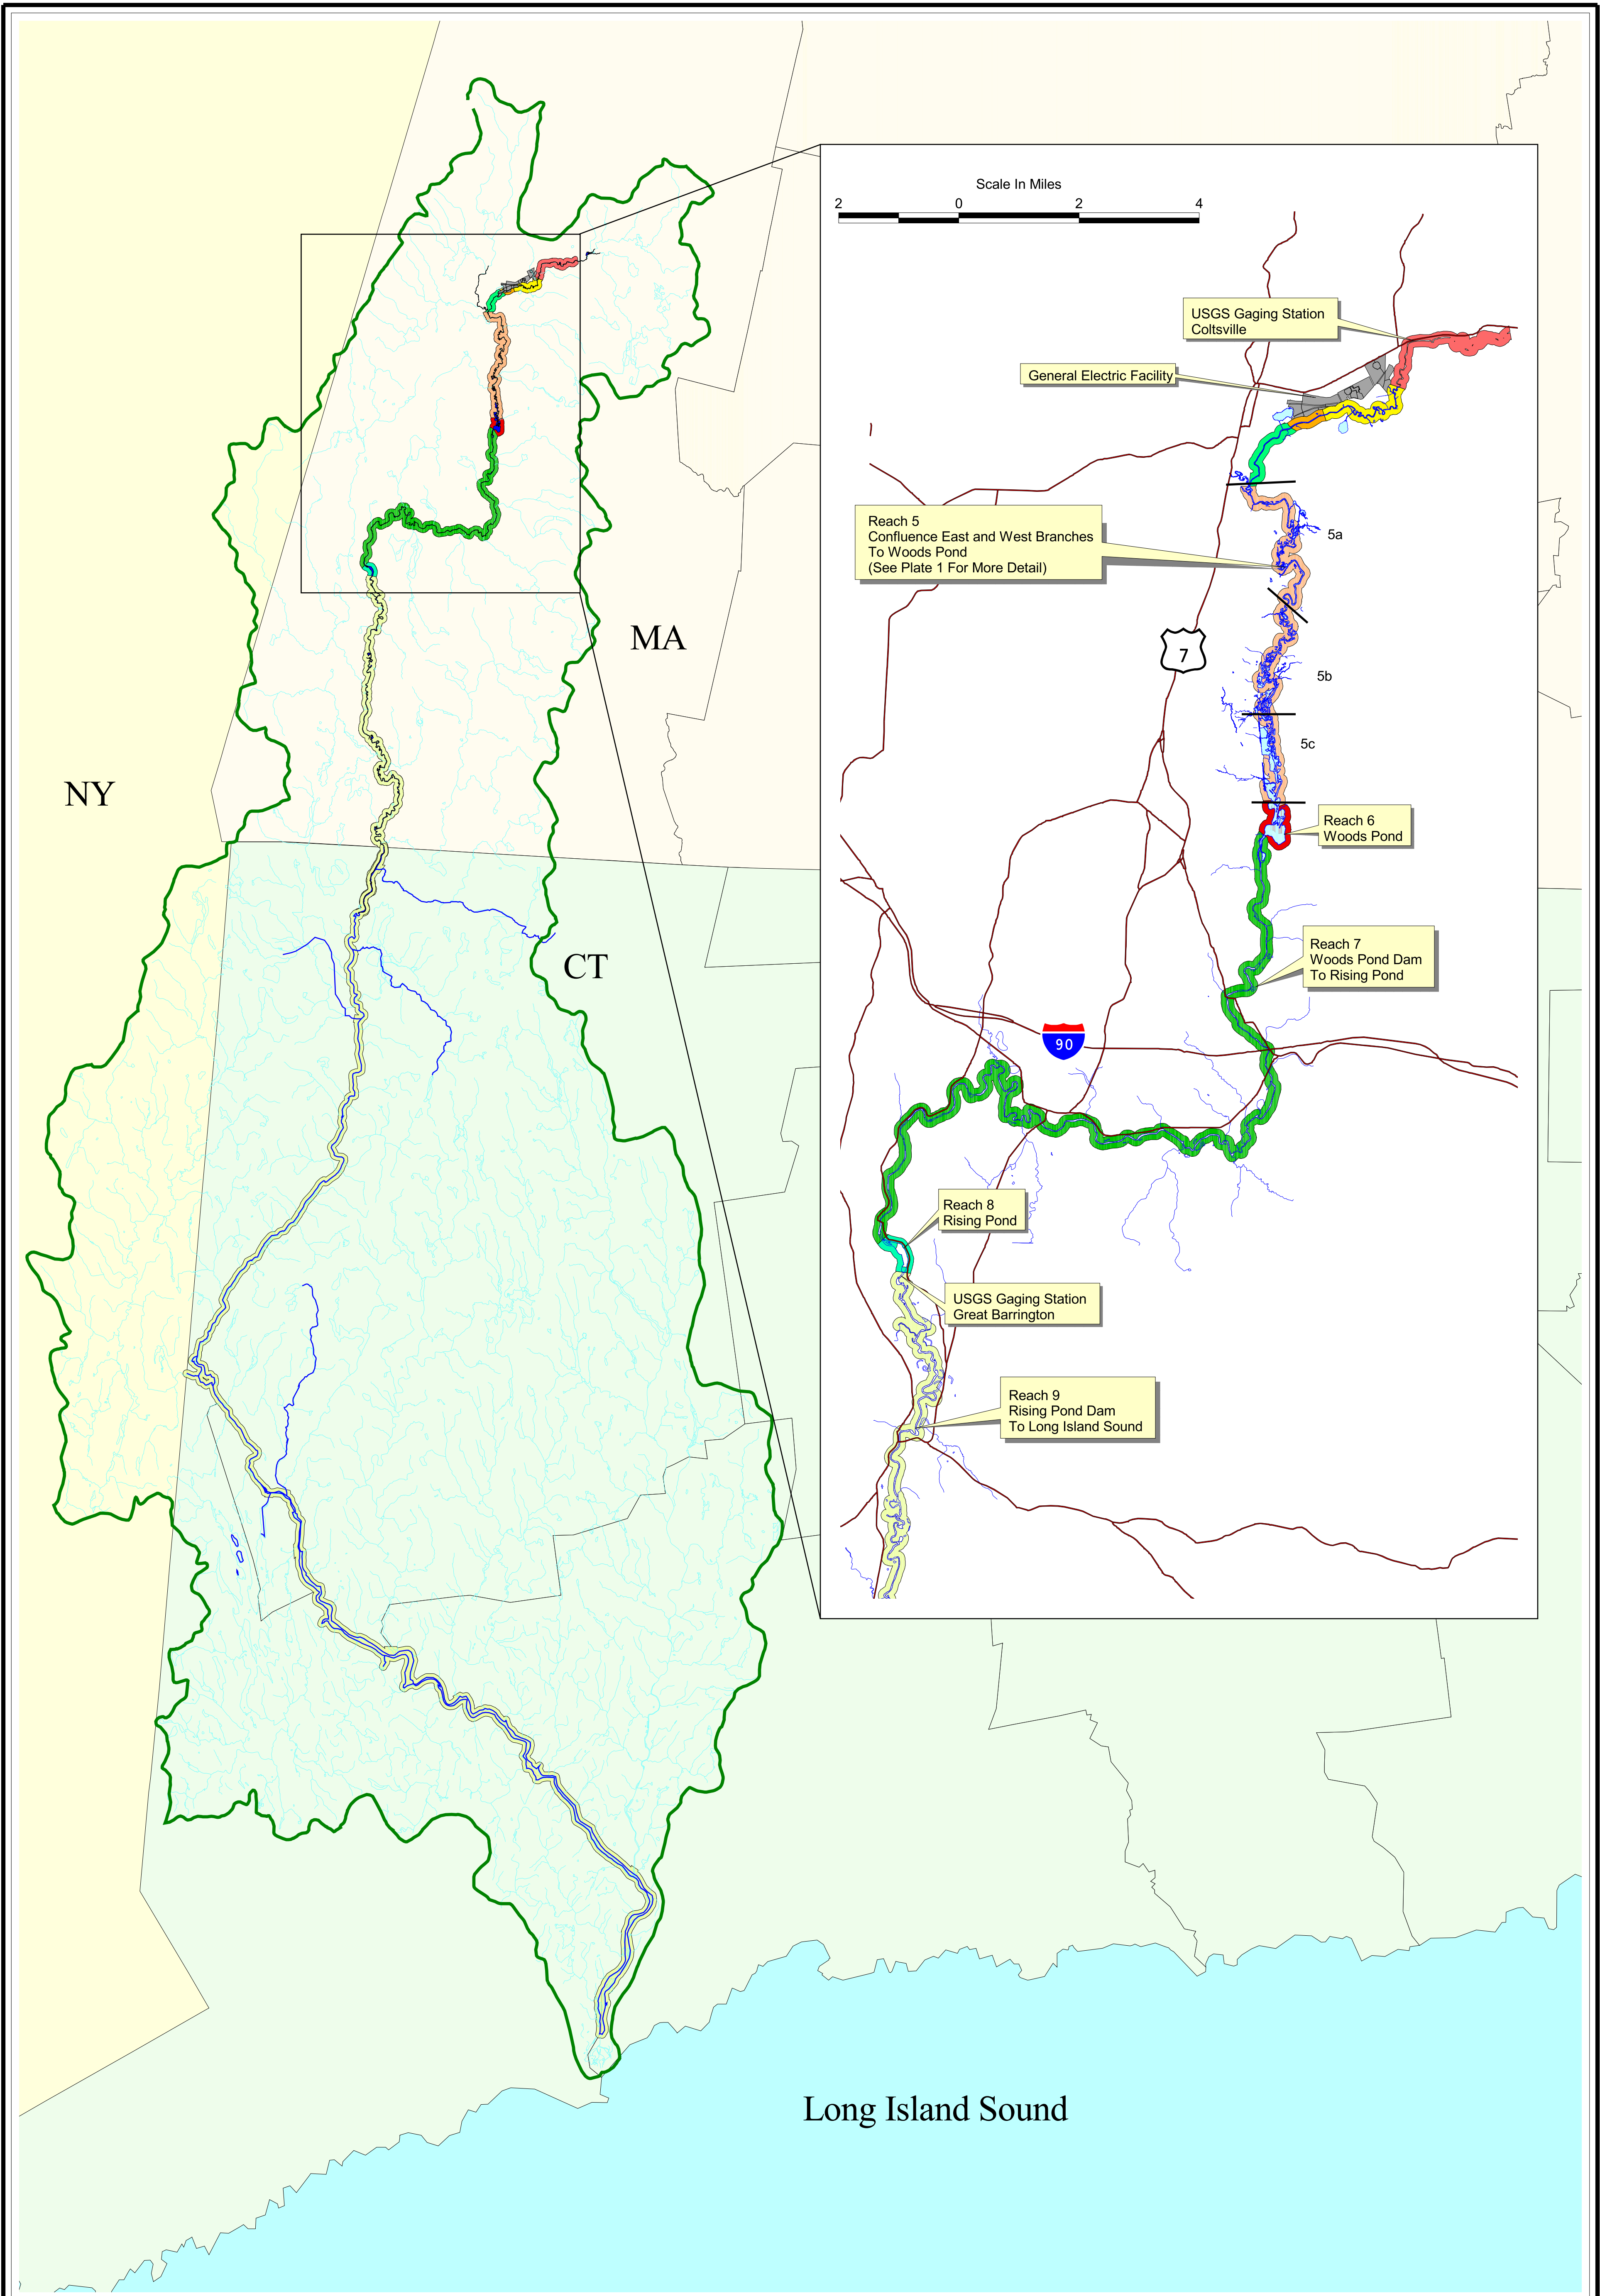 Scale In Miles
2 0 2 4
USGS Gaging Station
Coltsville
General Electric Facility
Reach 5
Confluence East and West Branches
To Woods Pond
(See Plate 1 For More Detail)
5a
7
5b
5c
MA
NY
Reach 6
Woods Pond
Reach 7
Woods Pond Dam
To Rising Pond
CT
90
Reach 8
Rising Pond
USGS Gaging Station
Great Barrington
Reach 9
Rising Pond Dam
To Long Island Sound
Long Island Sound